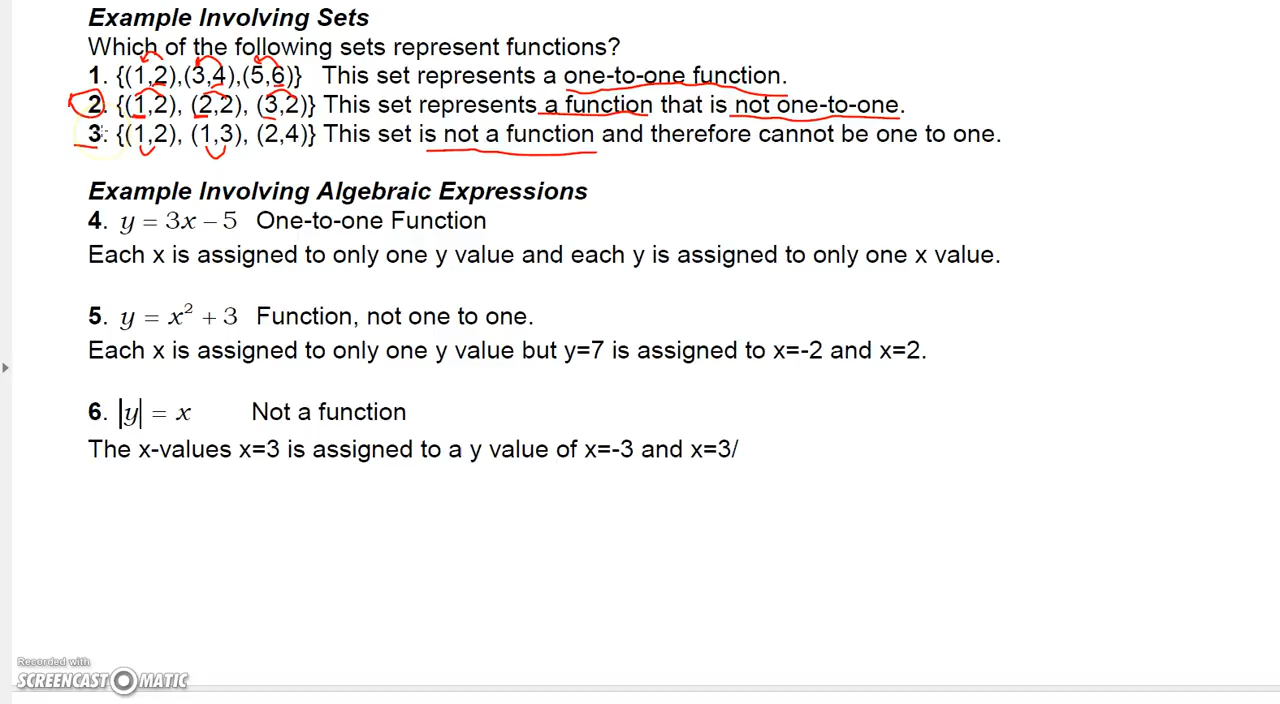 Example Involving Sets
Which of the following sets represent functions?
1. {(1,2),(3,4),(5,6)} This set represents a one-to-one function.
2. {(1,2), (2,2), (3,2)} This set represents a function that is not one-to-one.
3. {(1,2), (1,3), (2,4)} This set is not a function and therefore cannot be one to one.
Example Involving Algebraic Expressions
4. y = 3x – 5 One-to-one Function
Each x is assigned to only one y value and each y is assigned to only one x value.
5. y = x² + 3 Function, not one to one.
Each x is assigned to only one y value but y=7 is assigned to x=-2 and x=2.
6. |y| = x Not a function
The x-values x=3 is assigned to a y value of x=-3 and x=3/
Recorded with
SCREENCAST-O-MATIC